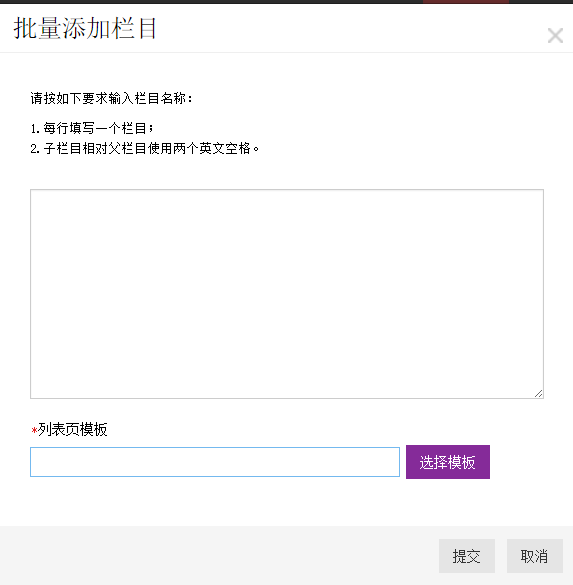 批量添加栏目
请按如下要求输入栏目名称：
1.每行填写一个栏目；
2.子栏目相对父栏目使用两个英文空格。
*列表页模板
选择模板
提交
取消